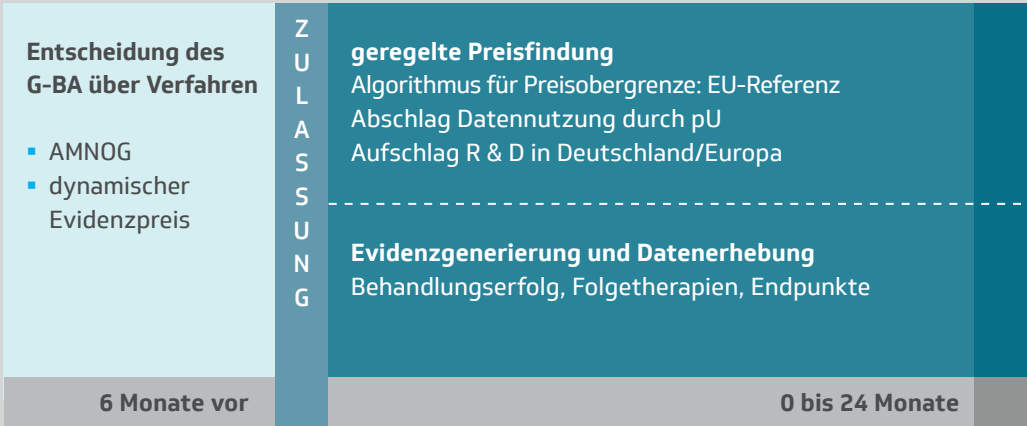 Entscheidung des
G-BA über Verfahren
▪ AMNOG
▪ dynamischer
Evidenzpreis
6 Monate vor
ZULASSUNG
geregelte Preisfindung
Algorithmus für Preisobergrenze: EU-Referenz
Abschlag Datennutzung durch pU
Aufschlag R & D in Deutschland/Europa
Evidenzgenerierung und Datenerhebung
Behandlungserfolg, Folgetherapien, Endpunkte
0 bis 24 Monate